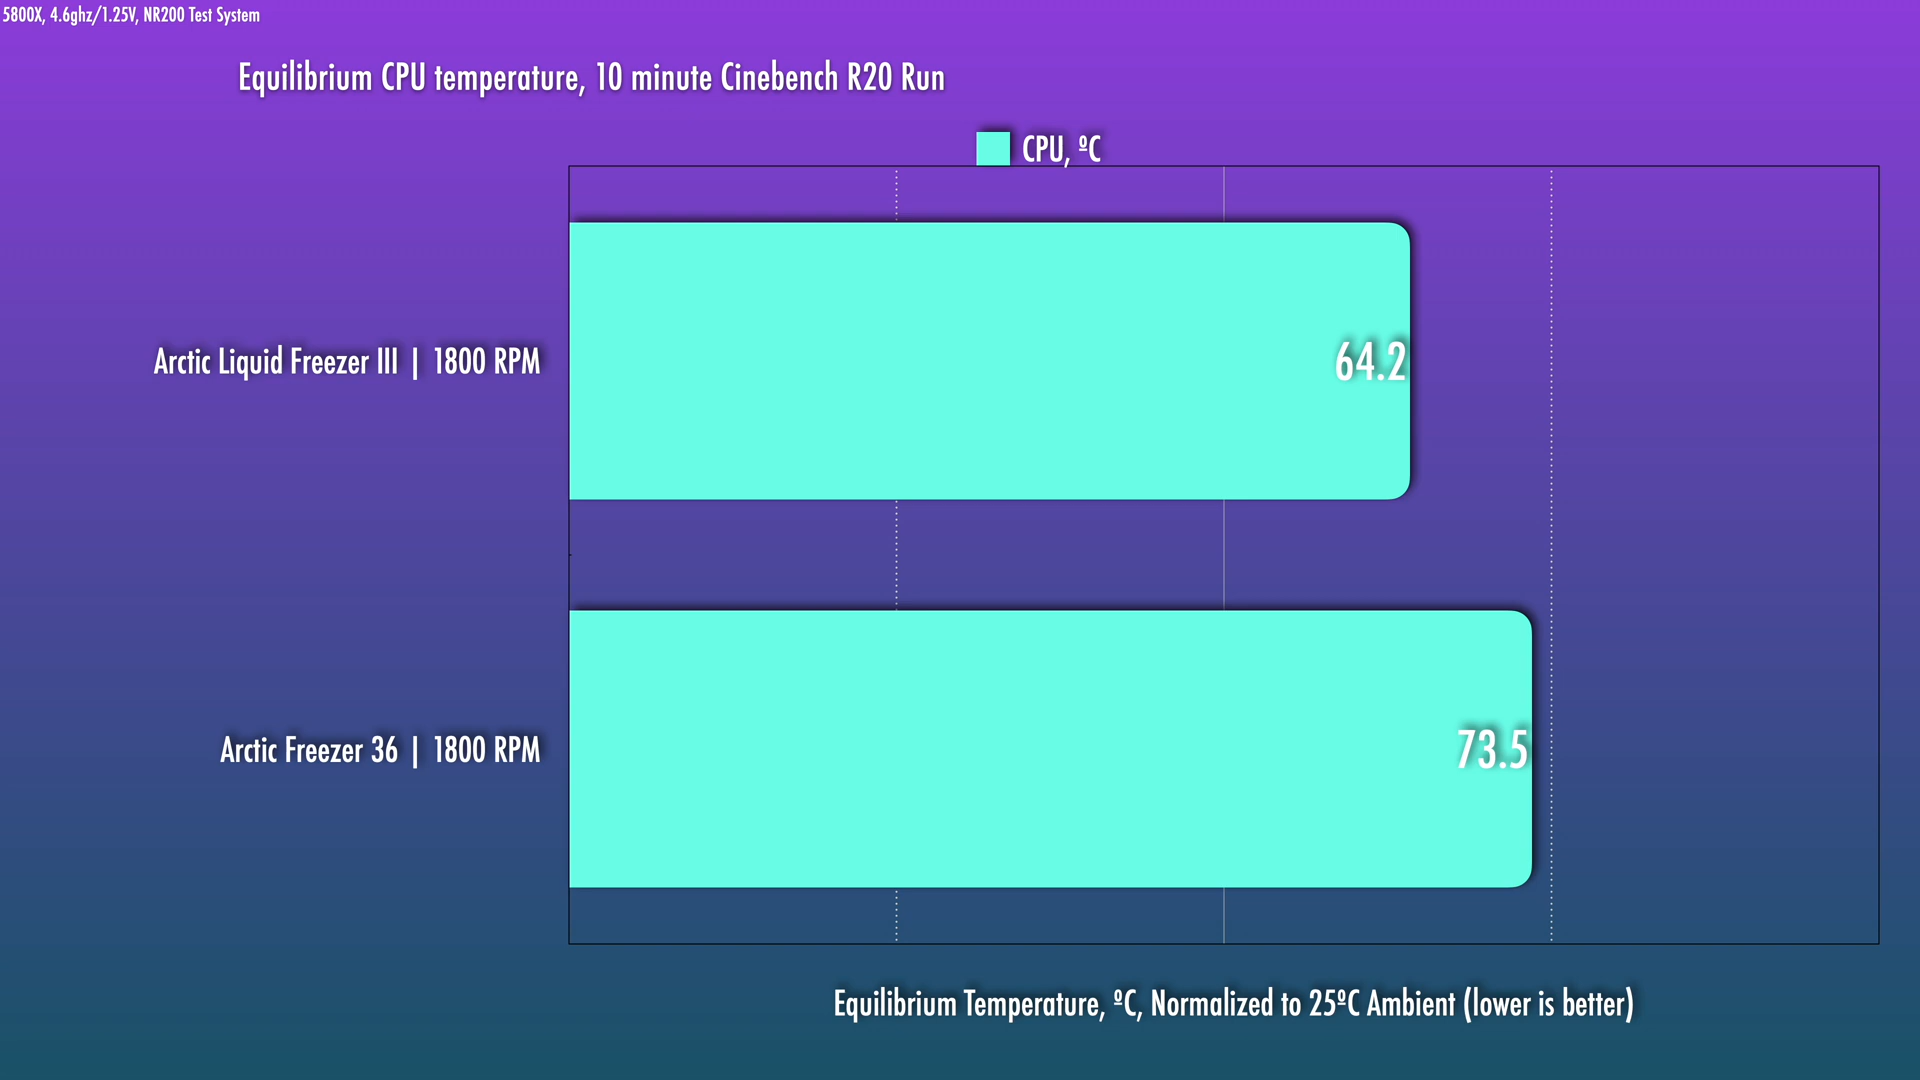 5800X, 4.6ghz/1.25V, NR200 Test System
Equilibrium CPU temperature, 10 minute Cinebench R20 Run
CPU, ºC
Arctic Liquid Freezer III | 1800 RPM
64.2
Arctic Freezer 36 | 1800 RPM
73.5
Equilibrium Temperature, ºC, Normalized to 25ºC Ambient (lower is better)